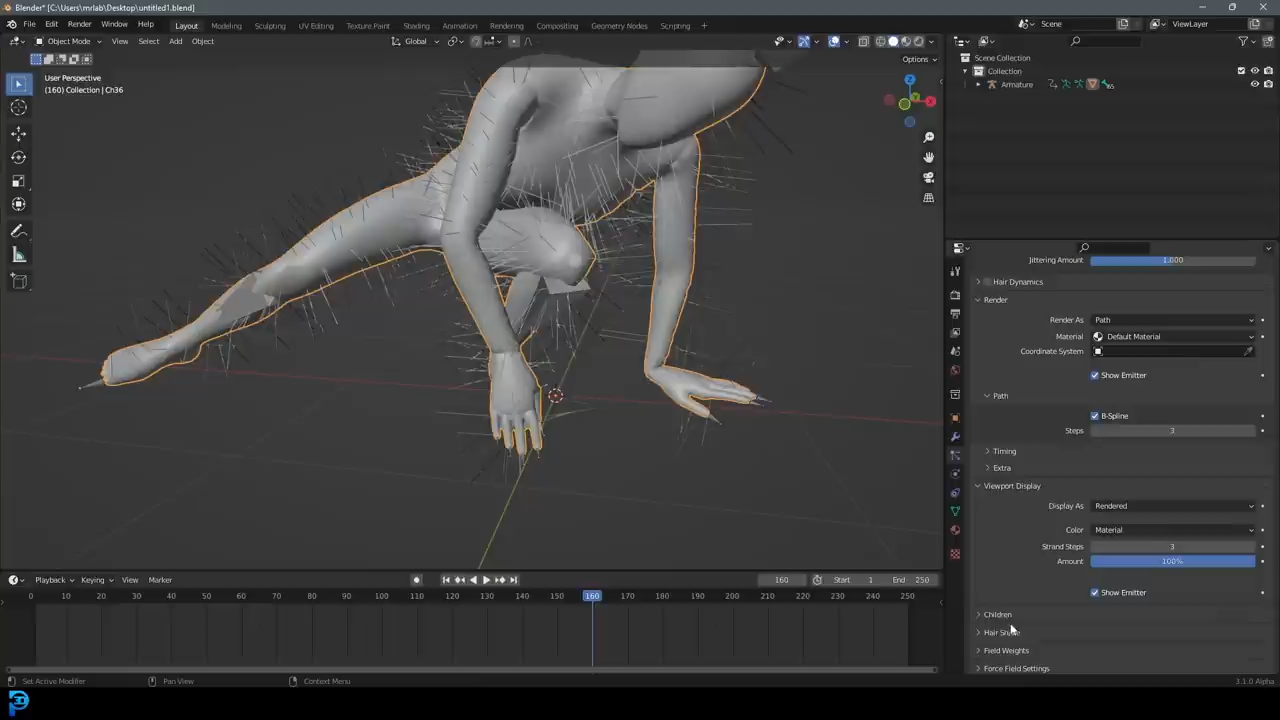 Blender* [C:\Users\mrlab\Desktop\untitled1.blend]
File Edit Render Window Help Layout Modeling Sculpting UV Editing Texture Paint Shading Animation Rendering Compositing Geometry Nodes Scripting + Scene ViewLayer
Object Mode View Select Add Object Global
Options
User Perspective
(160) Collection | Ch36
Scene Collection
Collection
Armature
Jittering Amount 1.000
Hair Dynamics
Render
Render As Path
Material Default Material
Coordinate System
Show Emitter
Path
B-Spline
Steps 3
Timing
Extra
Viewport Display
Display As Rendered
Color Material
Strand Steps 3
Amount 100%
Show Emitter
Children
Field Weights
Force Field Settings
Playback Keying View Marker 160 Start 1 End 250
0 10 20 30 40 50 60 70 80 90 100 110 120 130 140 150 160 170 180 190 200 210 220 230 240 250
Set Active Modifier Pan View Context Menu 3.1.0 Alpha